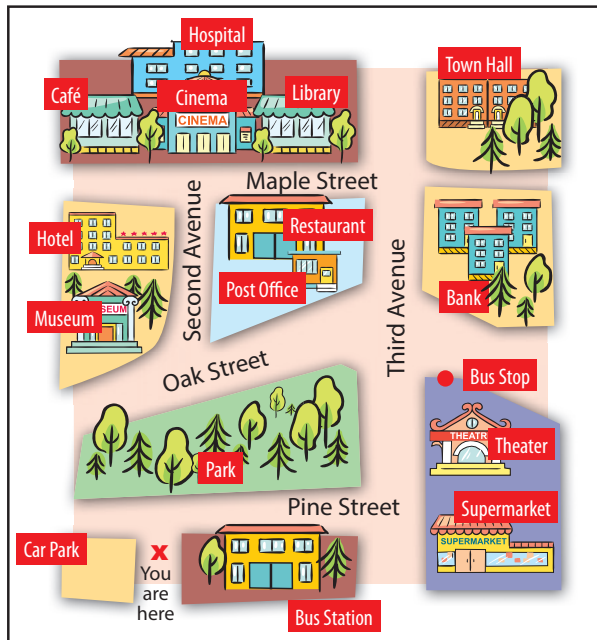 Hospital
Town Hall
Café
Cinema
Library
CINEMA
Maple Street
Second Avenue
Restaurant
Hotel
Post Office
Third Avenue
Bank
Museum
SEUM
Oak Street
Bus Stop
THEATR
Theater
Park
Pine Street
Supermarket
SUPERMARKET
Car Park
x
You
are
here
Bus Station